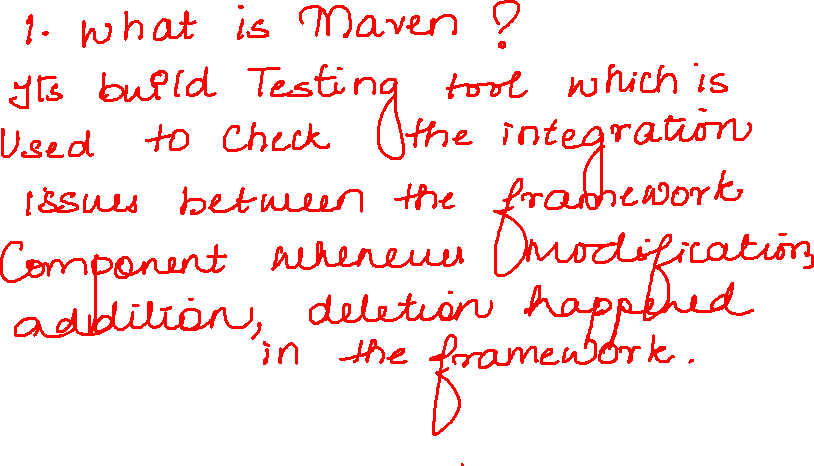 1. What is Maven ?
Its build Testing tool which is
Used to check the integration
issues between the framework
Component whenever modification,
addition, deletion happened
in the framework.